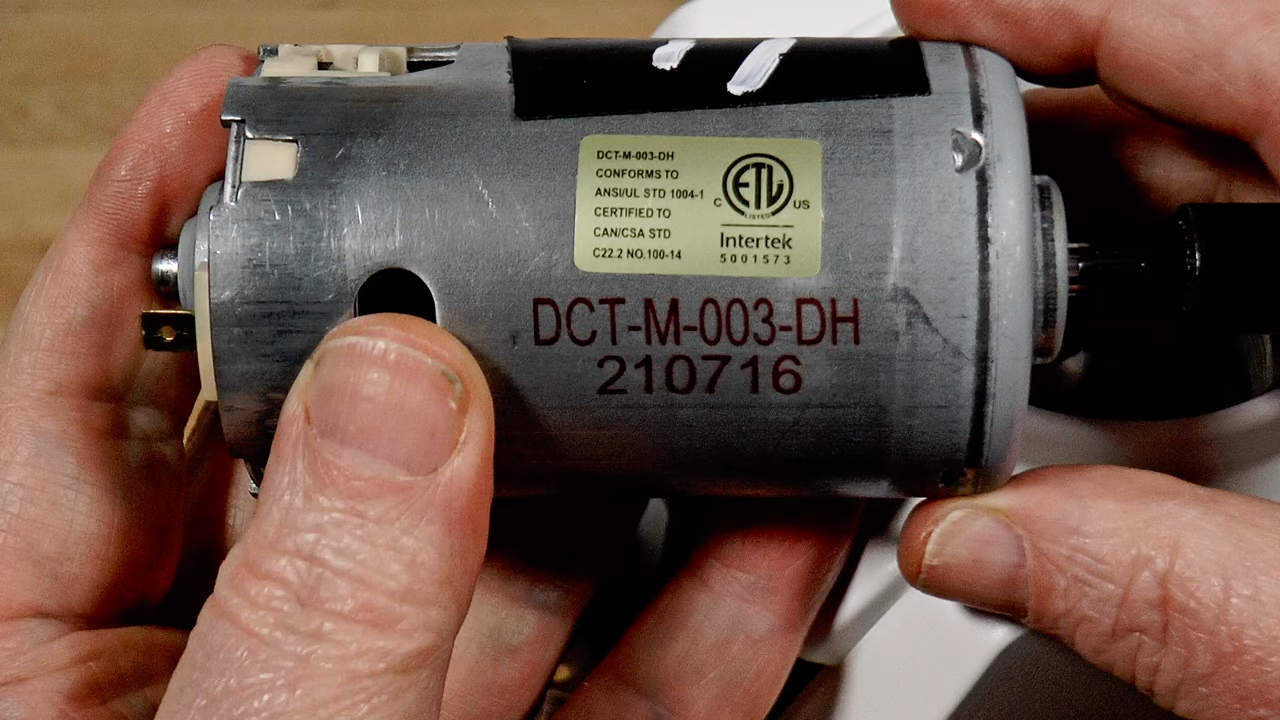 DCT-M-003-DH
CONFORMS TO
ANSI/UL STD 1004-1
CERTIFIED TO
CAN/CSA STD
C22.2 NO.100-14
ETL
C US
LISTED
Intertek
5001573
DCT-M-003-DH
210716